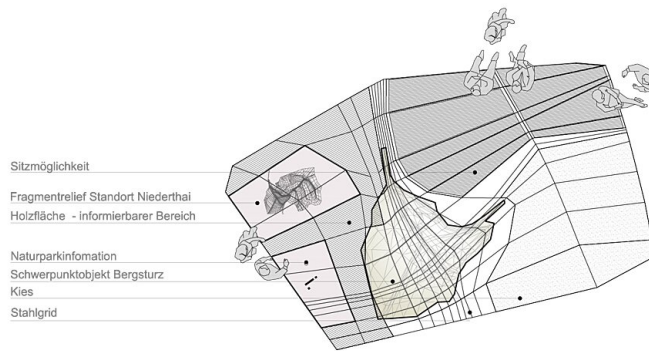 Sitzmöglichkeit
Fragmentrelief Standort Niederthai
Holzfläche - informierbarer Bereich
Naturparkinfomation
Schwerpunktobjekt Bergsturz
Kies
Stahlgrid